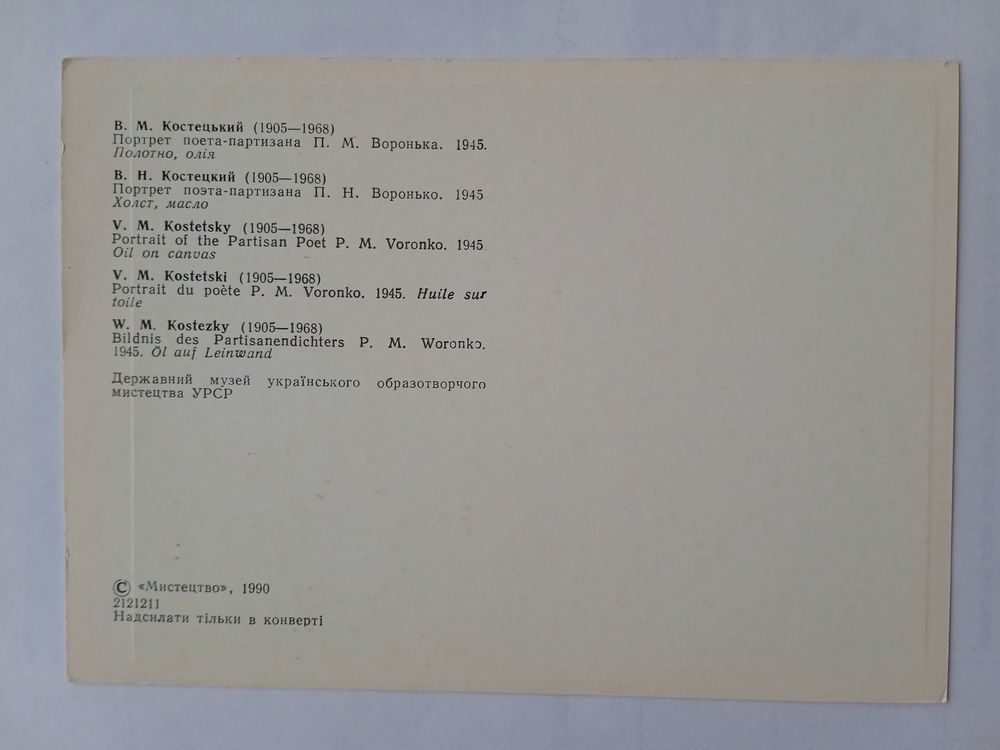 В. М. Костецький (1905—1968)
Портрет поета-партизана П. М. Воронька. 1945.
Полотно, олія
В. Н. Костецкий (1905—1968)
Портрет поэта-партизана П. Н. Воронько. 1945
Холст, масло
V. M. Kostetsky (1905—1968)
Portrait of the Partisan Poet P. M. Voronko. 1945.
Oil on canvas
V. M. Kostetski (1905—1968)
Portrait du poète P. M. Voronko. 1945. Huile sur
toile
W. M. Kostezky (1905—1968)
Bildnis des Partisanendichters P. M. Woronko.
1945. Öl auf Leinwand
Державний музей українського образотворчого
мистецтва УРСР
© «Мистецтво», 1990
2121211
Надсилати тільки в конверті